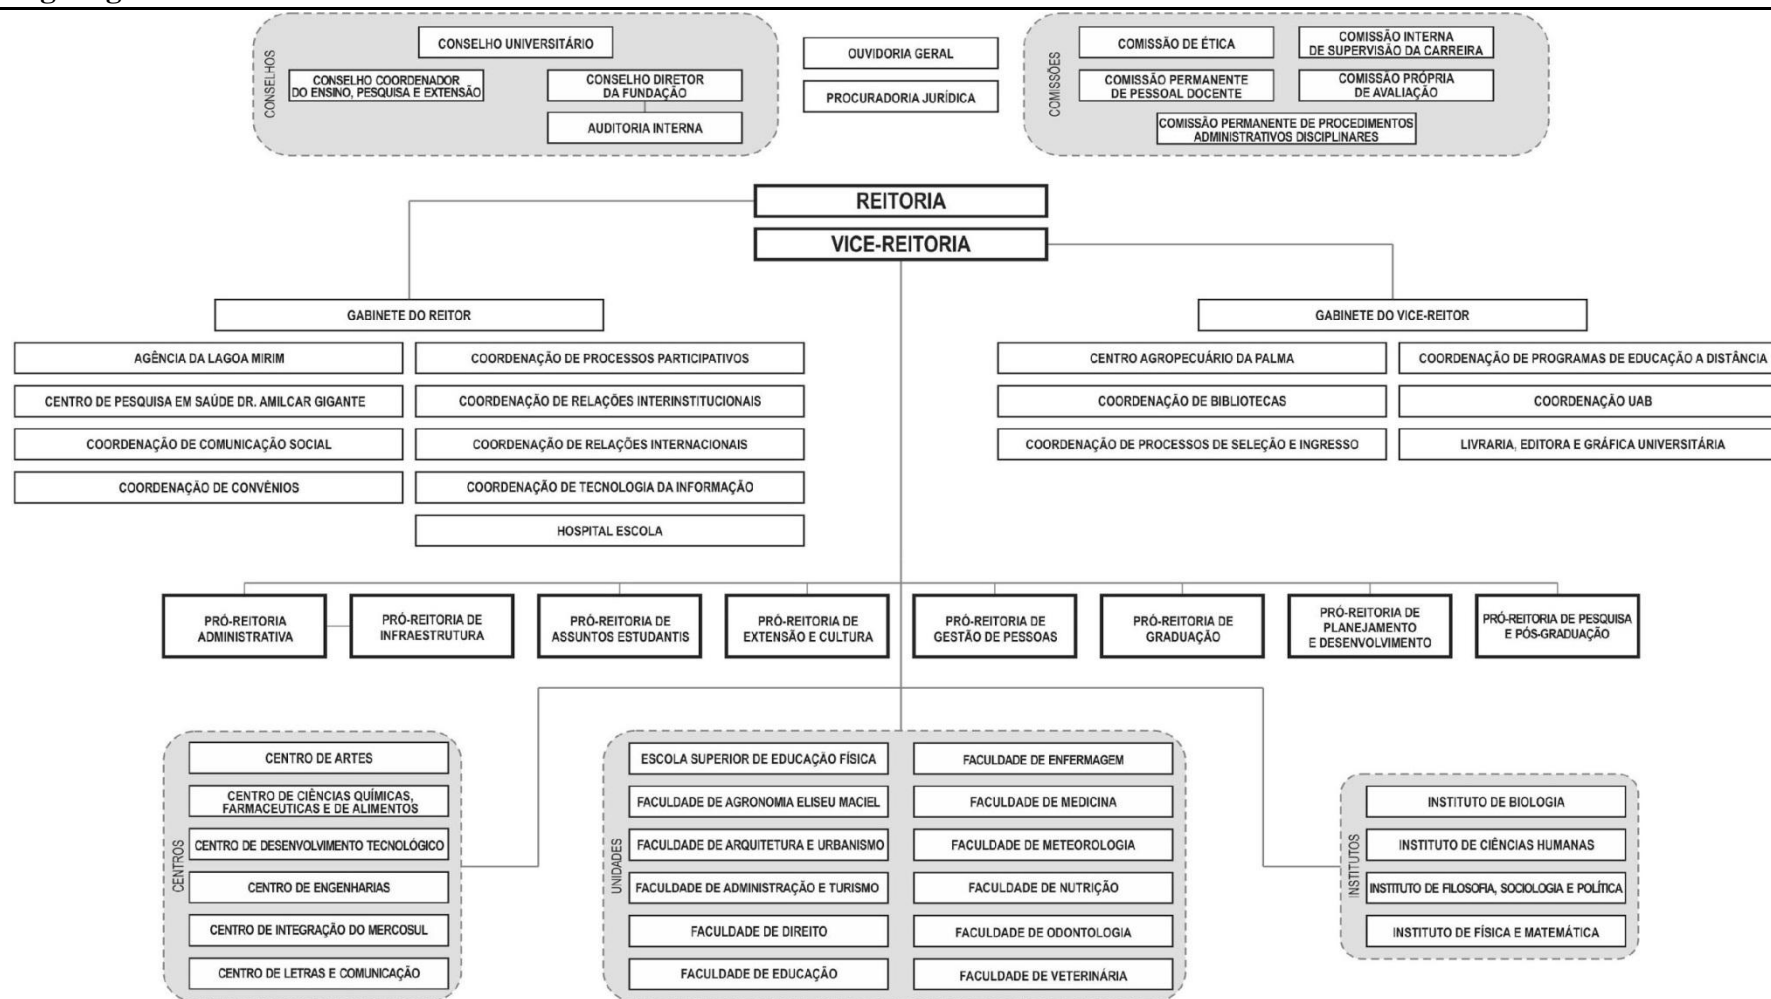 CONSELHOS
CONSELHO UNIVERSITÁRIO
CONSELHO COORDENADOR
DO ENSINO, PESQUISA E EXTENSÃO
CONSELHO DIRETOR
DA FUNDAÇÃO
AUDITORIA INTERNA
OUVIDORIA GERAL
PROCURADORIA JURÍDICA
COMISSÕES
COMISSÃO DE ÉTICA
COMISSÃO INTERNA
DE SUPERVISÃO DA CARREIRA
COMISSÃO PERMANENTE
DE PESSOAL DOCENTE
COMISSÃO PRÓPRIA
DE AVALIAÇÃO
COMISSÃO PERMANENTE DE PROCEDIMENTOS
ADMINISTRATIVOS DISCIPLINARES
REITORIA
VICE-REITORIA
GABINETE DO REITOR
AGÊNCIA DA LAGOA MIRIM
COORDENAÇÃO DE PROCESSOS PARTICIPATIVOS
CENTRO DE PESQUISA EM SAÚDE DR. AMILCAR GIGANTE
COORDENAÇÃO DE RELAÇÕES INTERINSTITUCIONAIS
COORDENAÇÃO DE COMUNICAÇÃO SOCIAL
COORDENAÇÃO DE RELAÇÕES INTERNACIONAIS
COORDENAÇÃO DE CONVÊNIOS
COORDENAÇÃO DE TECNOLOGIA DA INFORMAÇÃO
HOSPITAL ESCOLA
GABINETE DO VICE-REITOR
CENTRO AGROPECUÁRIO DA PALMA
COORDENAÇÃO DE PROGRAMAS DE EDUCAÇÃO A DISTÂNCIA
COORDENAÇÃO DE BIBLIOTECAS
COORDENAÇÃO UAB
COORDENAÇÃO DE PROCESSOS DE SELEÇÃO E INGRESSO
LIVRARIA, EDITORA E GRÁFICA UNIVERSITÁRIA
PRÓ-REITORIA
ADMINISTRATIVA
PRÓ-REITORIA DE
INFRAESTRUTURA
PRÓ-REITORIA DE
ASSUNTOS ESTUDANTIS
PRÓ-REITORIA DE
EXTENSÃO E CULTURA
PRÓ-REITORIA DE
GESTÃO DE PESSOAS
PRÓ-REITORIA DE
GRADUAÇÃO
PRÓ-REITORIA DE
PLANEJAMENTO
E DESENVOLVIMENTO
PRÓ-REITORIA DE PESQUISA
E PÓS-GRADUAÇÃO
CENTROS
CENTRO DE ARTES
CENTRO DE CIÊNCIAS QUÍMICAS,
FARMACEUTICAS E DE ALIMENTOS
CENTRO DE DESENVOLVIMENTO TECNOLÓGICO
CENTRO DE ENGENHARIAS
CENTRO DE INTEGRAÇÃO DO MERCOSUL
CENTRO DE LETRAS E COMUNICAÇÃO
UNIDADES
ESCOLA SUPERIOR DE EDUCAÇÃO FÍSICA
FACULDADE DE ENFERMAGEM
FACULDADE DE AGRONOMIA ELISEU MACIEL
FACULDADE DE MEDICINA
FACULDADE DE ARQUITETURA E URBANISMO
FACULDADE DE METEOROLOGIA
FACULDADE DE ADMINISTRAÇÃO E TURISMO
FACULDADE DE NUTRIÇÃO
FACULDADE DE DIREITO
FACULDADE DE ODONTOLOGIA
FACULDADE DE EDUCAÇÃO
FACULDADE DE VETERINÁRIA
INSTITUTOS
INSTITUTO DE BIOLOGIA
INSTITUTO DE CIÊNCIAS HUMANAS
INSTITUTO DE FILOSOFIA, SOCIOLOGIA E POLÍTICA
INSTITUTO DE FÍSICA E MATEMÁTICA